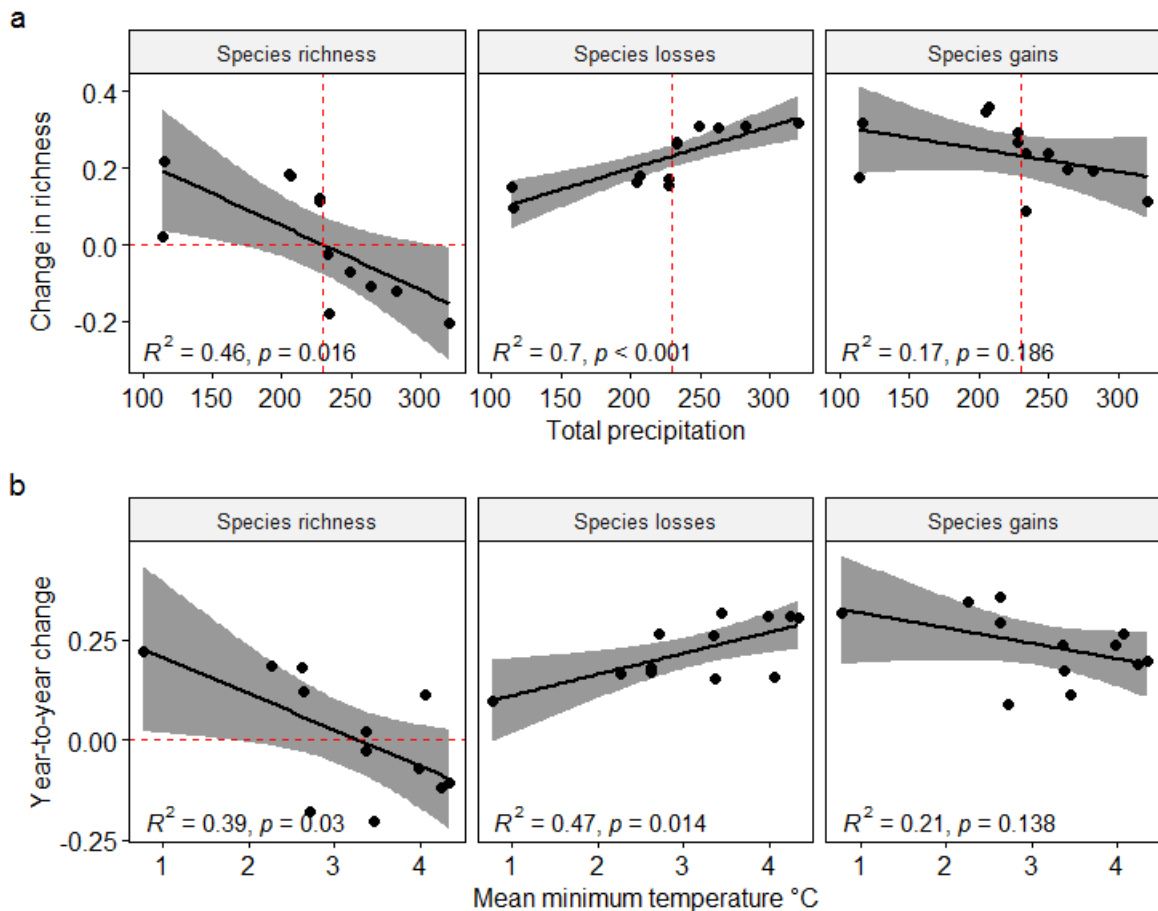 a
Species richness Species losses Species gains
Change in richness
0.4
0.2
0.0
-0.2
R² = 0.46, p = 0.016 R² = 0.7, p < 0.001 R² = 0.17, p = 0.186
100 150 200 250 300 100 150 200 250 300 100 150 200 250 300
Total precipitation
b
Species richness Species losses Species gains
Year-to-year change
0.25
0.00
-0.25
R² = 0.39, p = 0.03 R² = 0.47, p = 0.014 R² = 0.21, p = 0.138
1 2 3 4 1 2 3 4 1 2 3 4
Mean minimum temperature °C